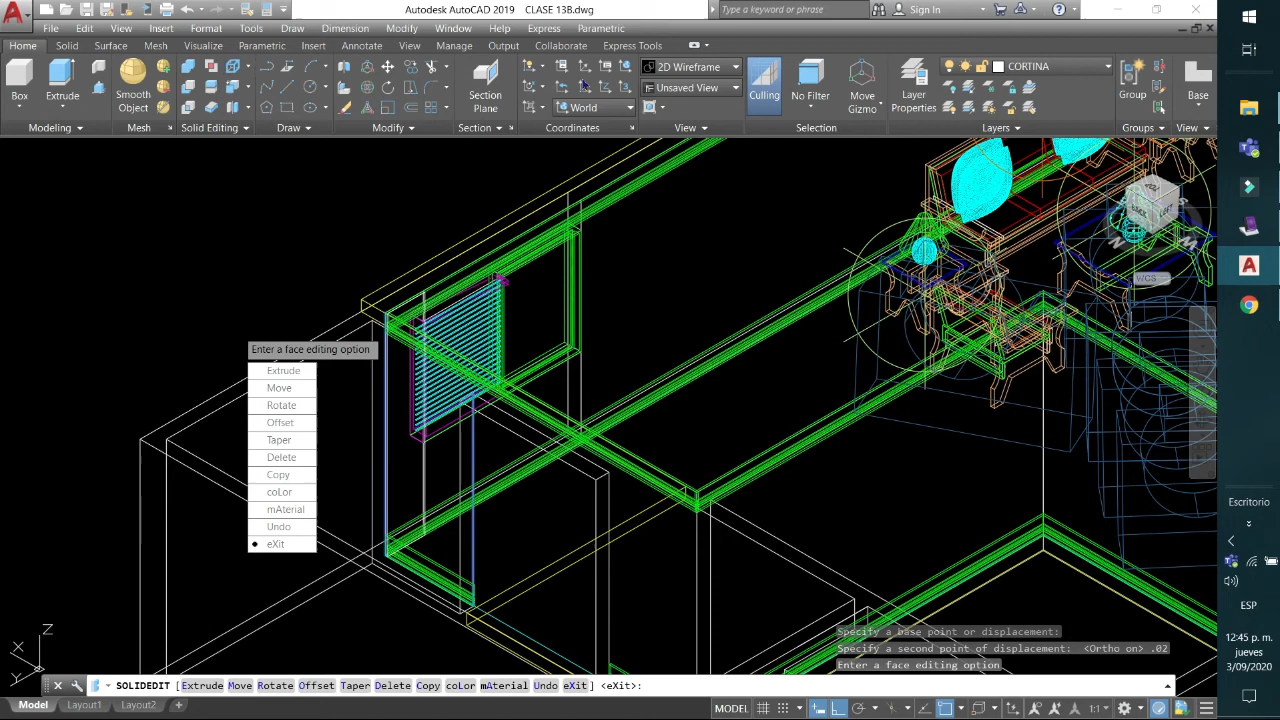 Autodesk AutoCAD 2019 CLASE 13B.dwg
Type a keyword or phrase
Sign In
File Edit View Insert Format Tools Draw Dimension Modify Window Help Express Parametric
Home Solid Surface Mesh Visualize Parametric Insert Annotate View Manage Output Collaborate Express Tools
2D Wireframe
CORTINA
Unsaved View
World
Box
Extrude
Smooth
Object
Section
Plane
Culling
No Filter
Move
Gizmo
Layer
Properties
Group
Base
Modeling
Mesh
Solid Editing
Draw
Modify
Section
Coordinates
View
Selection
Layers
Groups
View
BACK
N
WCS
Enter a face editing option
Extrude
Move
Rotate
Offset
Taper
Delete
Copy
coLor
mAterial
Undo
eXit
Z
X
Y
Specify a base point or displacement:
Specify a second point of displacement: <Ortho on> .02
Enter a face editing option
SOLIDEDIT [Extrude Move Rotate Offset Taper Delete Copy coLor mAterial Undo eXit] <eXit>:
Model Layout1 Layout2 +
MODEL
1:1
Escritorio
ESP
12:45 p. m.
jueves
3/09/2020